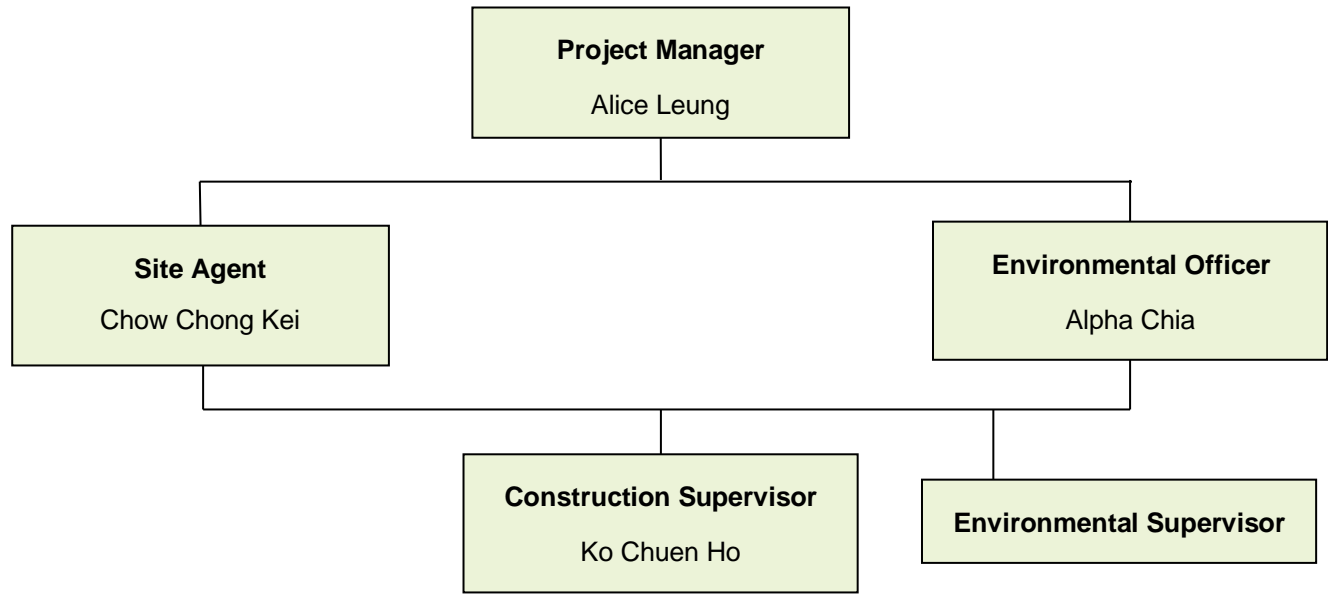 Project Manager
Alice Leung
Site Agent
Chow Chong Kei
Environmental Officer
Alpha Chia
Construction Supervisor
Ko Chuen Ho
Environmental Supervisor